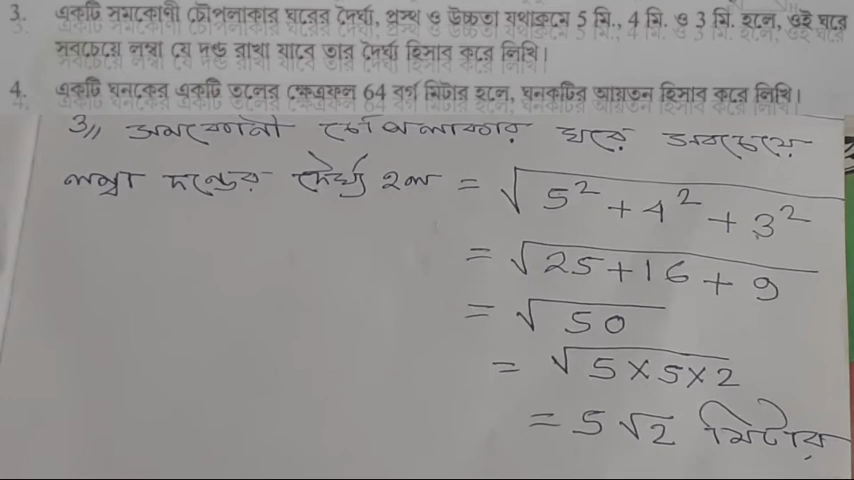 3. একটি সমকোণী চৌপলাকার ঘরের দৈর্ঘ্য, প্রস্থ ও উচ্চতা যথাক্রমে 5 মি., 4 মি. ও 3 মি. হলে, ওই ঘরে
সবচেয়ে লম্বা যে দণ্ড রাখা যাবে তার দৈর্ঘ্য হিসাব করে লিখি।
4. একটি ঘনকের একটি তলের ক্ষেত্রফল 64 বর্গ মিটার হলে, ঘনকটির আয়তন হিসাব করে লিখি।
3// সমকোনী চৌপলাকার ঘরে সবচেয়ে
লম্বা দন্ডের দৈর্ঘ্য হল = √5² + 4² + 3²
= √25 + 16 + 9
= √50
= √5 × 5 × 2
= 5 √2 মিটার